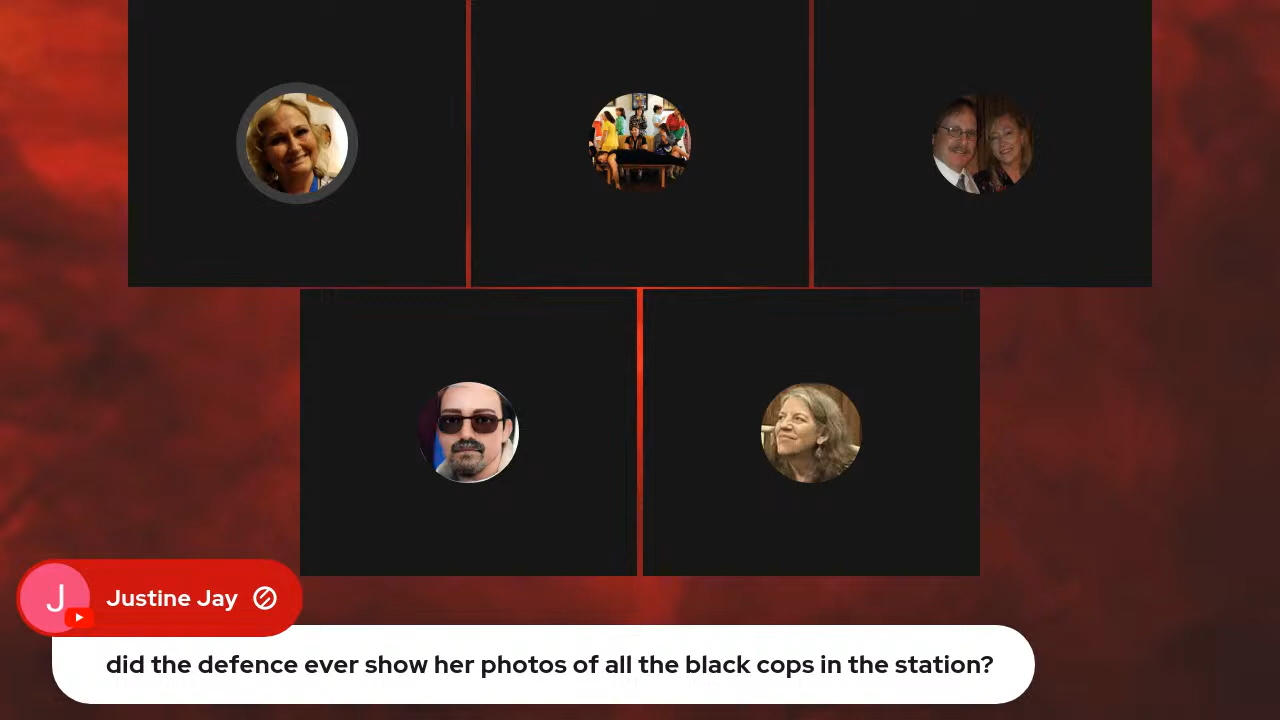 J
Justine Jay
did the defence ever show her photos of all the black cops in the station?